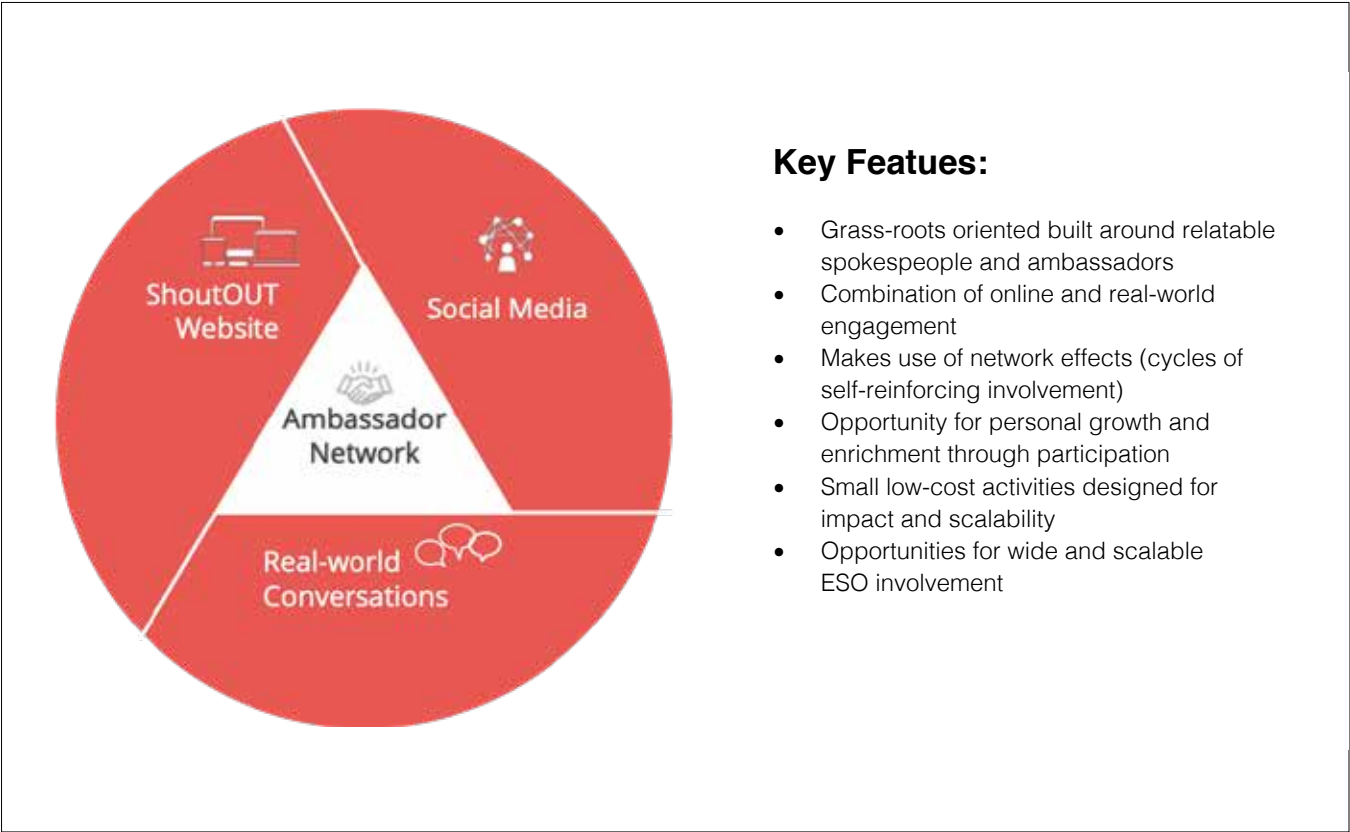 ShoutOUT
Website
Social Media
Ambassador
Network
Real-world
Conversations
Key Featues:
• Grass-roots oriented built around relatable
spokespeople and ambassadors
• Combination of online and real-world
engagement
• Makes use of network effects (cycles of
self-reinforcing involvement)
• Opportunity for personal growth and
enrichment through participation
• Small low-cost activities designed for
impact and scalability
• Opportunities for wide and scalable
ESO involvement